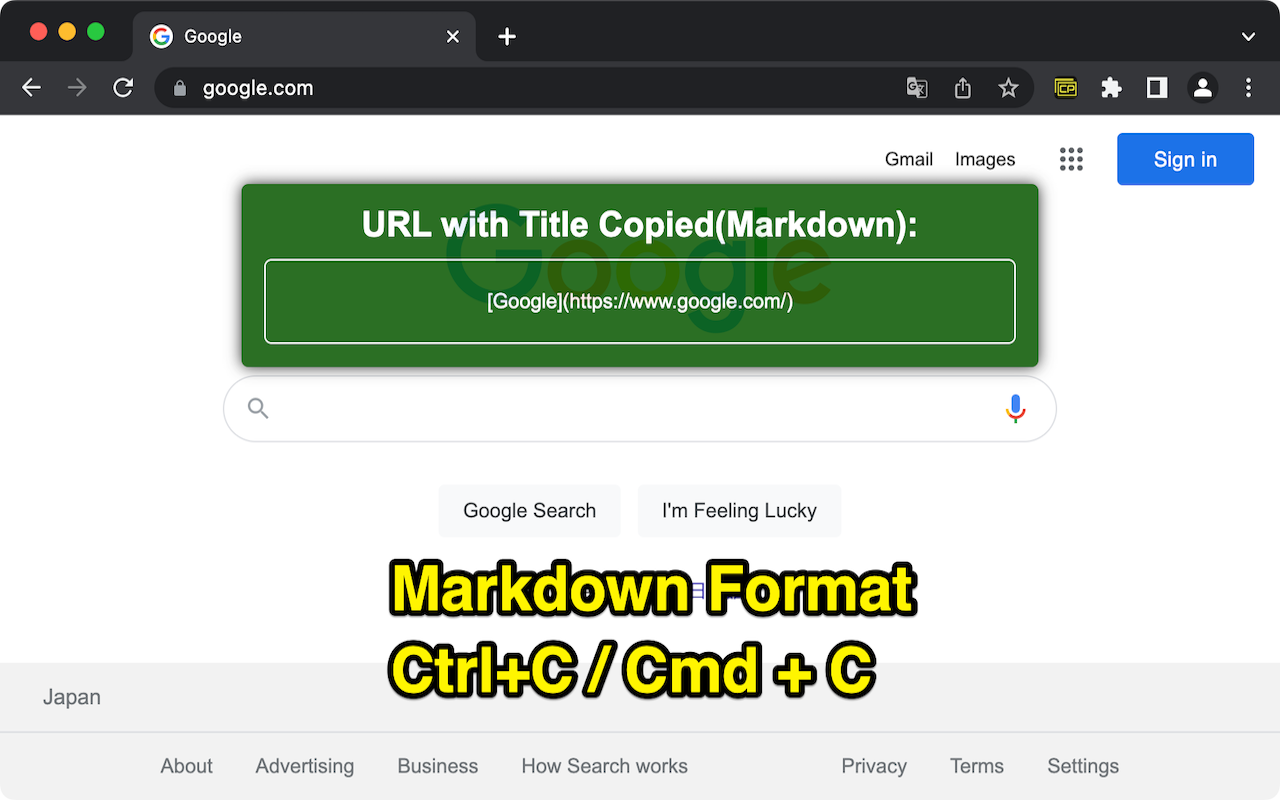 Google
google.com
Gmail Images Sign in
URL with Title Copied(Markdown):
Google
[Google](https://www.google.com/)
Google Search I'm Feeling Lucky
Markdown Format
Ctrl+C / Cmd + C
Japan
About Advertising Business How Search works Privacy Terms Settings